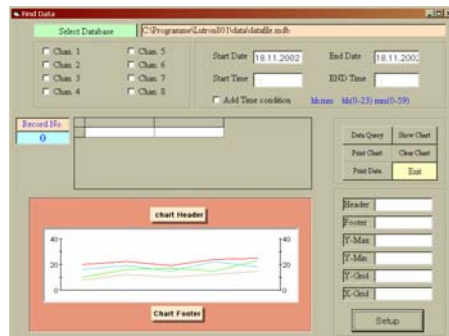 Find Data
Select Database C:\Programme\Lutron801\data\datafile.mdb
Chan. 1 Chan. 5
Chan. 2 Chan. 6
Chan. 3 Chan. 7
Chan. 4 Chan. 8
Start Date 18.11.2002 End Date 18.11.2002
Start Time : END Time :
Add Time condition hh:mm hh(0-23) mm(0-59)
Record No.
0
Data Query Show Chart
Print Chart Clear Chart
Print Data Exit
chart Header
40 40
20 20
0 0
Chart Footer
Header
Footer
Y-Max
Y-Min
Y-Grid
X-Grid
Setup